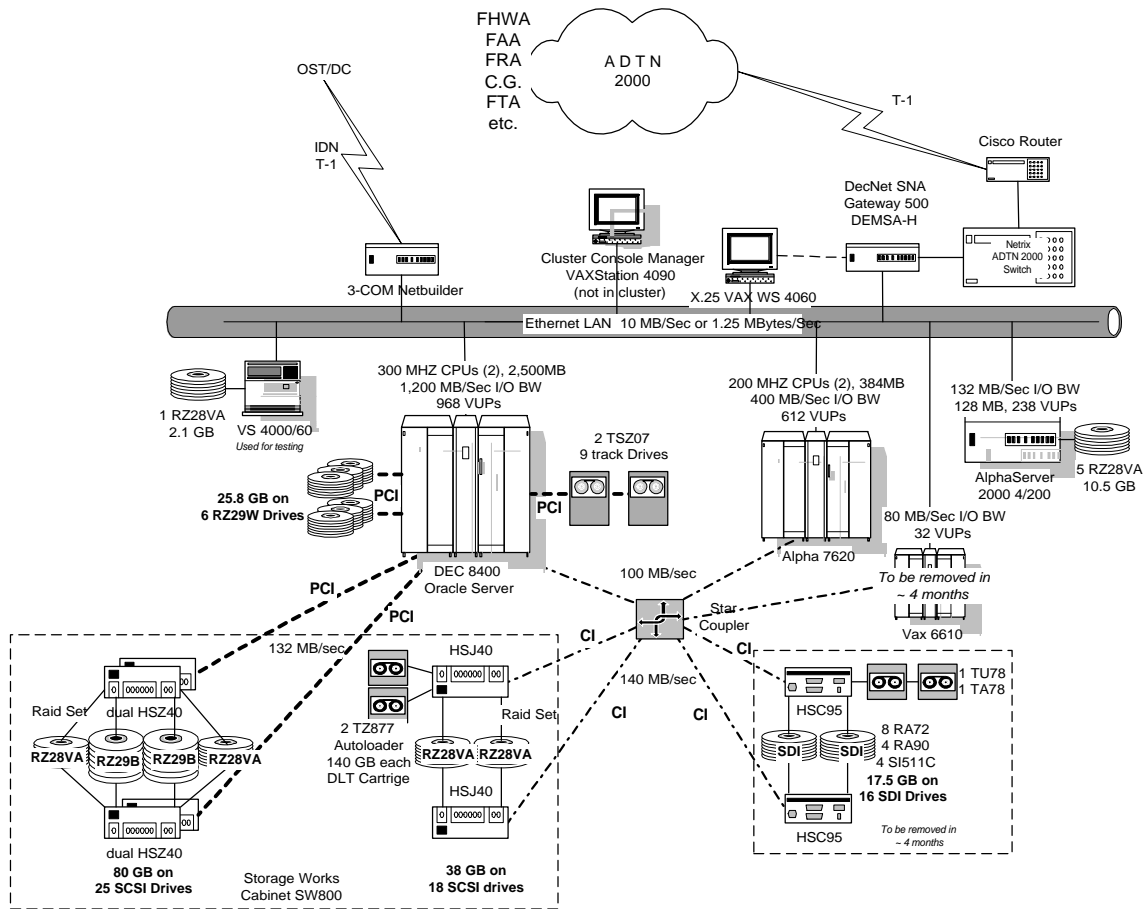 FHWA
FAA
FRA
C.G.
FTA
etc.
A D T N
2000
OST/DC
IDN
T-1
T-1
Cisco Router
DecNet SNA
Gateway 500
DEMSA-H
Netrix
ADTN 2000
Switch
3-COM Netbuilder
Cluster Console Manager
VAXStation 4090
(not in cluster)
X.25 VAX WS 4060
Ethernet LAN 10 MB/Sec or 1.25 MBytes/Sec
1 RZ28VA
2.1 GB
VS 4000/60
Used for testing
300 MHZ CPUs (2), 2,500MB
1,200 MB/Sec I/O BW
968 VUPs
200 MHZ CPUs (2), 384MB
400 MB/Sec I/O BW
612 VUPs
132 MB/Sec I/O BW
128 MB, 238 VUPs
AlphaServer
2000 4/200
5 RZ28VA
10.5 GB
2 TSZ07
9 track Drives
PCI
PCI
25.8 GB on
6 RZ29W Drives
DEC 8400
Oracle Server
Alpha 7620
80 MB/Sec I/O BW
32 VUPs
To be removed in
~ 4 months
Vax 6610
100 MB/sec
Star
Coupler
PCI
PCI
132 MB/sec
CI
CI
CI
CI
140 MB/sec
Raid Set
dual HSZ40
RZ28VA
RZ29B
RZ29B
RZ28VA
dual HSZ40
80 GB on
25 SCSI Drives
2 TZ877
Autoloader
140 GB each
DLT Cartrige
HSJ40
Raid Set
RZ28VA
RZ28VA
HSJ40
38 GB on
18 SCSI drives
Storage Works
Cabinet SW800
HSC95
1 TU78
1 TA78
SDI
SDI
8 RA72
4 RA90
4 SI511C
17.5 GB on
16 SDI Drives
HSC95
To be removed in
~ 4 months